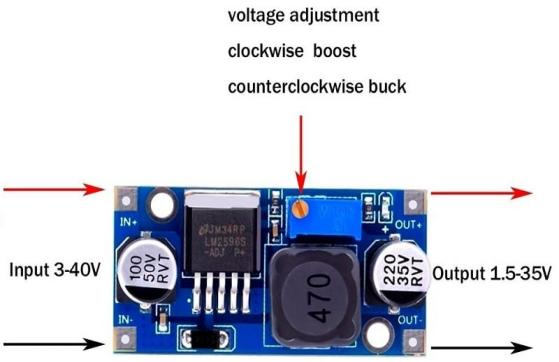 voltage adjustment
clockwise boost
counterclockwise buck
IN+
OUT+
JM34RP
LM2596S
-ADJ P+
100
50V
RVT
470
220
35V
RVT
Input 3-40V
Output 1.5-35V
IN-
OUT-